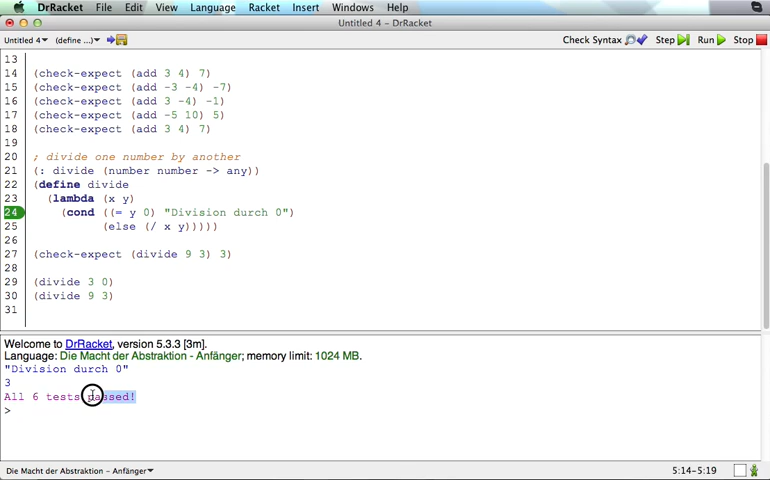 DrRacket File Edit View Language Racket Insert Windows Help
Untitled 4 – DrRacket
Untitled 4 (define ...) Check Syntax Step Run Stop
13
14 (check-expect (add 3 4) 7)
15 (check-expect (add -3 -4) -7)
16 (check-expect (add 3 -4) -1)
17 (check-expect (add -5 10) 5)
18 (check-expect (add 3 4) 7)
19
20 ; divide one number by another
21 (: divide (number number -> any))
22 (define divide
23 (lambda (x y)
24 (cond ((= y 0) "Division durch 0")
25 (else (/ x y)))))
26
27 (check-expect (divide 9 3) 3)
28
29 (divide 3 0)
30 (divide 9 3)
31
Welcome to DrRacket, version 5.3.3 [3m].
Language: Die Macht der Abstraktion - Anfänger; memory limit: 1024 MB.
"Division durch 0"
3
All 6 tests passed!
>
Die Macht der Abstraktion - Anfänger 5:14-5:19